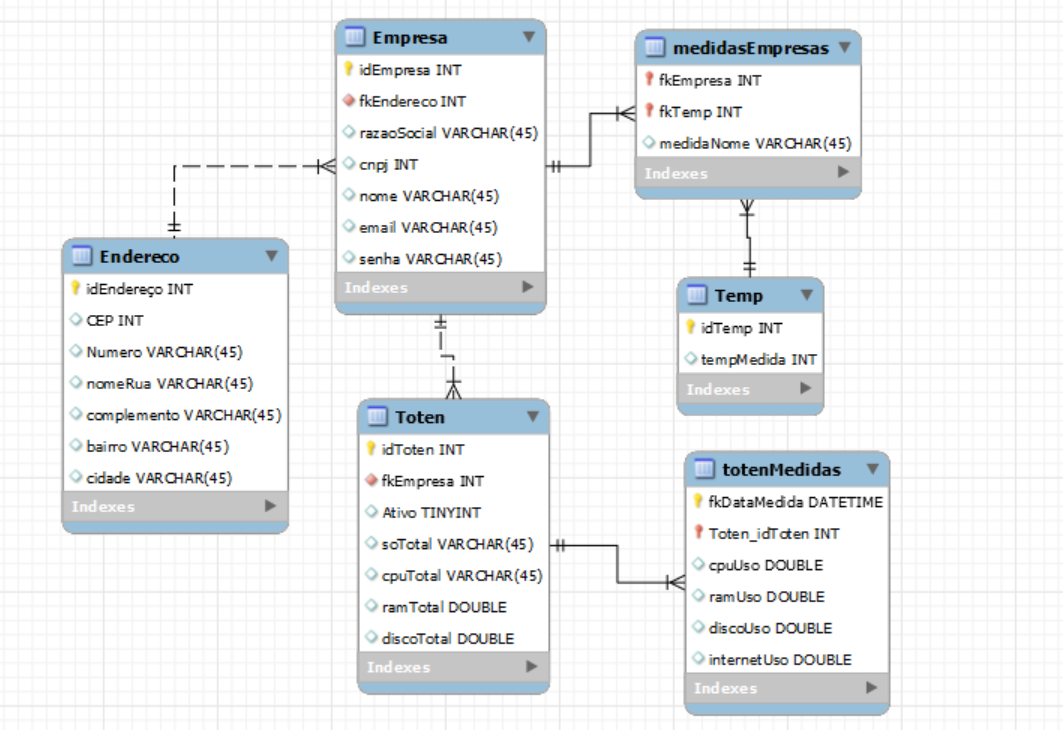 Empresa
idEmpresa INT
fkEndereco INT
razaoSocial VARCHAR(45)
cnpj INT
nome VARCHAR(45)
email VARCHAR(45)
senha VARCHAR(45)
Indexes
medidasEmpresas
fkEmpresa INT
fkTemp INT
medidaNome VARCHAR(45)
Indexes
Endereco
idEndereço INT
CEP INT
Numero VARCHAR(45)
nomeRua VARCHAR(45)
complemento VARCHAR(45)
bairro VARCHAR(45)
cidade VARCHAR(45)
Indexes
Temp
idTemp INT
tempMedida INT
Indexes
Toten
idToten INT
fkEmpresa INT
Ativo TINYINT
soTotal VARCHAR(45)
cpuTotal VARCHAR(45)
ramTotal DOUBLE
discoTotal DOUBLE
Indexes
totenMedidas
fkDataMedida DATETIME
Toten_idToten INT
cpuUso DOUBLE
ramUso DOUBLE
discoUso DOUBLE
internetUso DOUBLE
Indexes